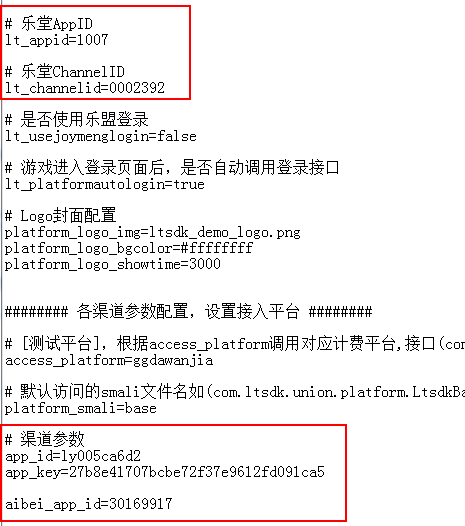 # 乐堂AppID
lt_appid=1007
# 乐堂ChannelID
lt_channelid=0002392
# 是否使用乐盟登录
lt_usejoymenglogin=false
# 游戏进入登录页面后，是否自动调用登录接口
lt_platformautologin=true
# Logo封面配置
platform_logo_img=ltsdk_demo_logo.png
platform_logo_bgcolor=#ffffffff
platform_logo_showtime=3000
######## 各渠道参数配置，设置接入平台 ########
# [测试平台]，根据access_platform调用对应计费平台,接口(com
access_platform=ggdawanjia
# 默认访问的smali文件名如(com.ltsdk.union.platform.LtsdkBa
platform_smali=base
# 渠道参数
app_id=ly005ca6d2
app_key=27b8e41707bcbe72f37e9612fd091ca5
aibei_app_id=30169917